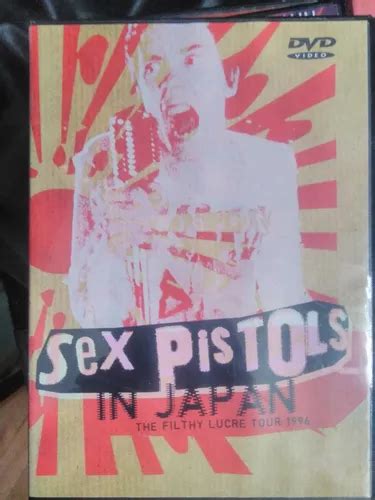 DVD
VIDEO
SEX PiSTOLS
IN JAPAN
THE FILTHY LUCRE TOUR 1996